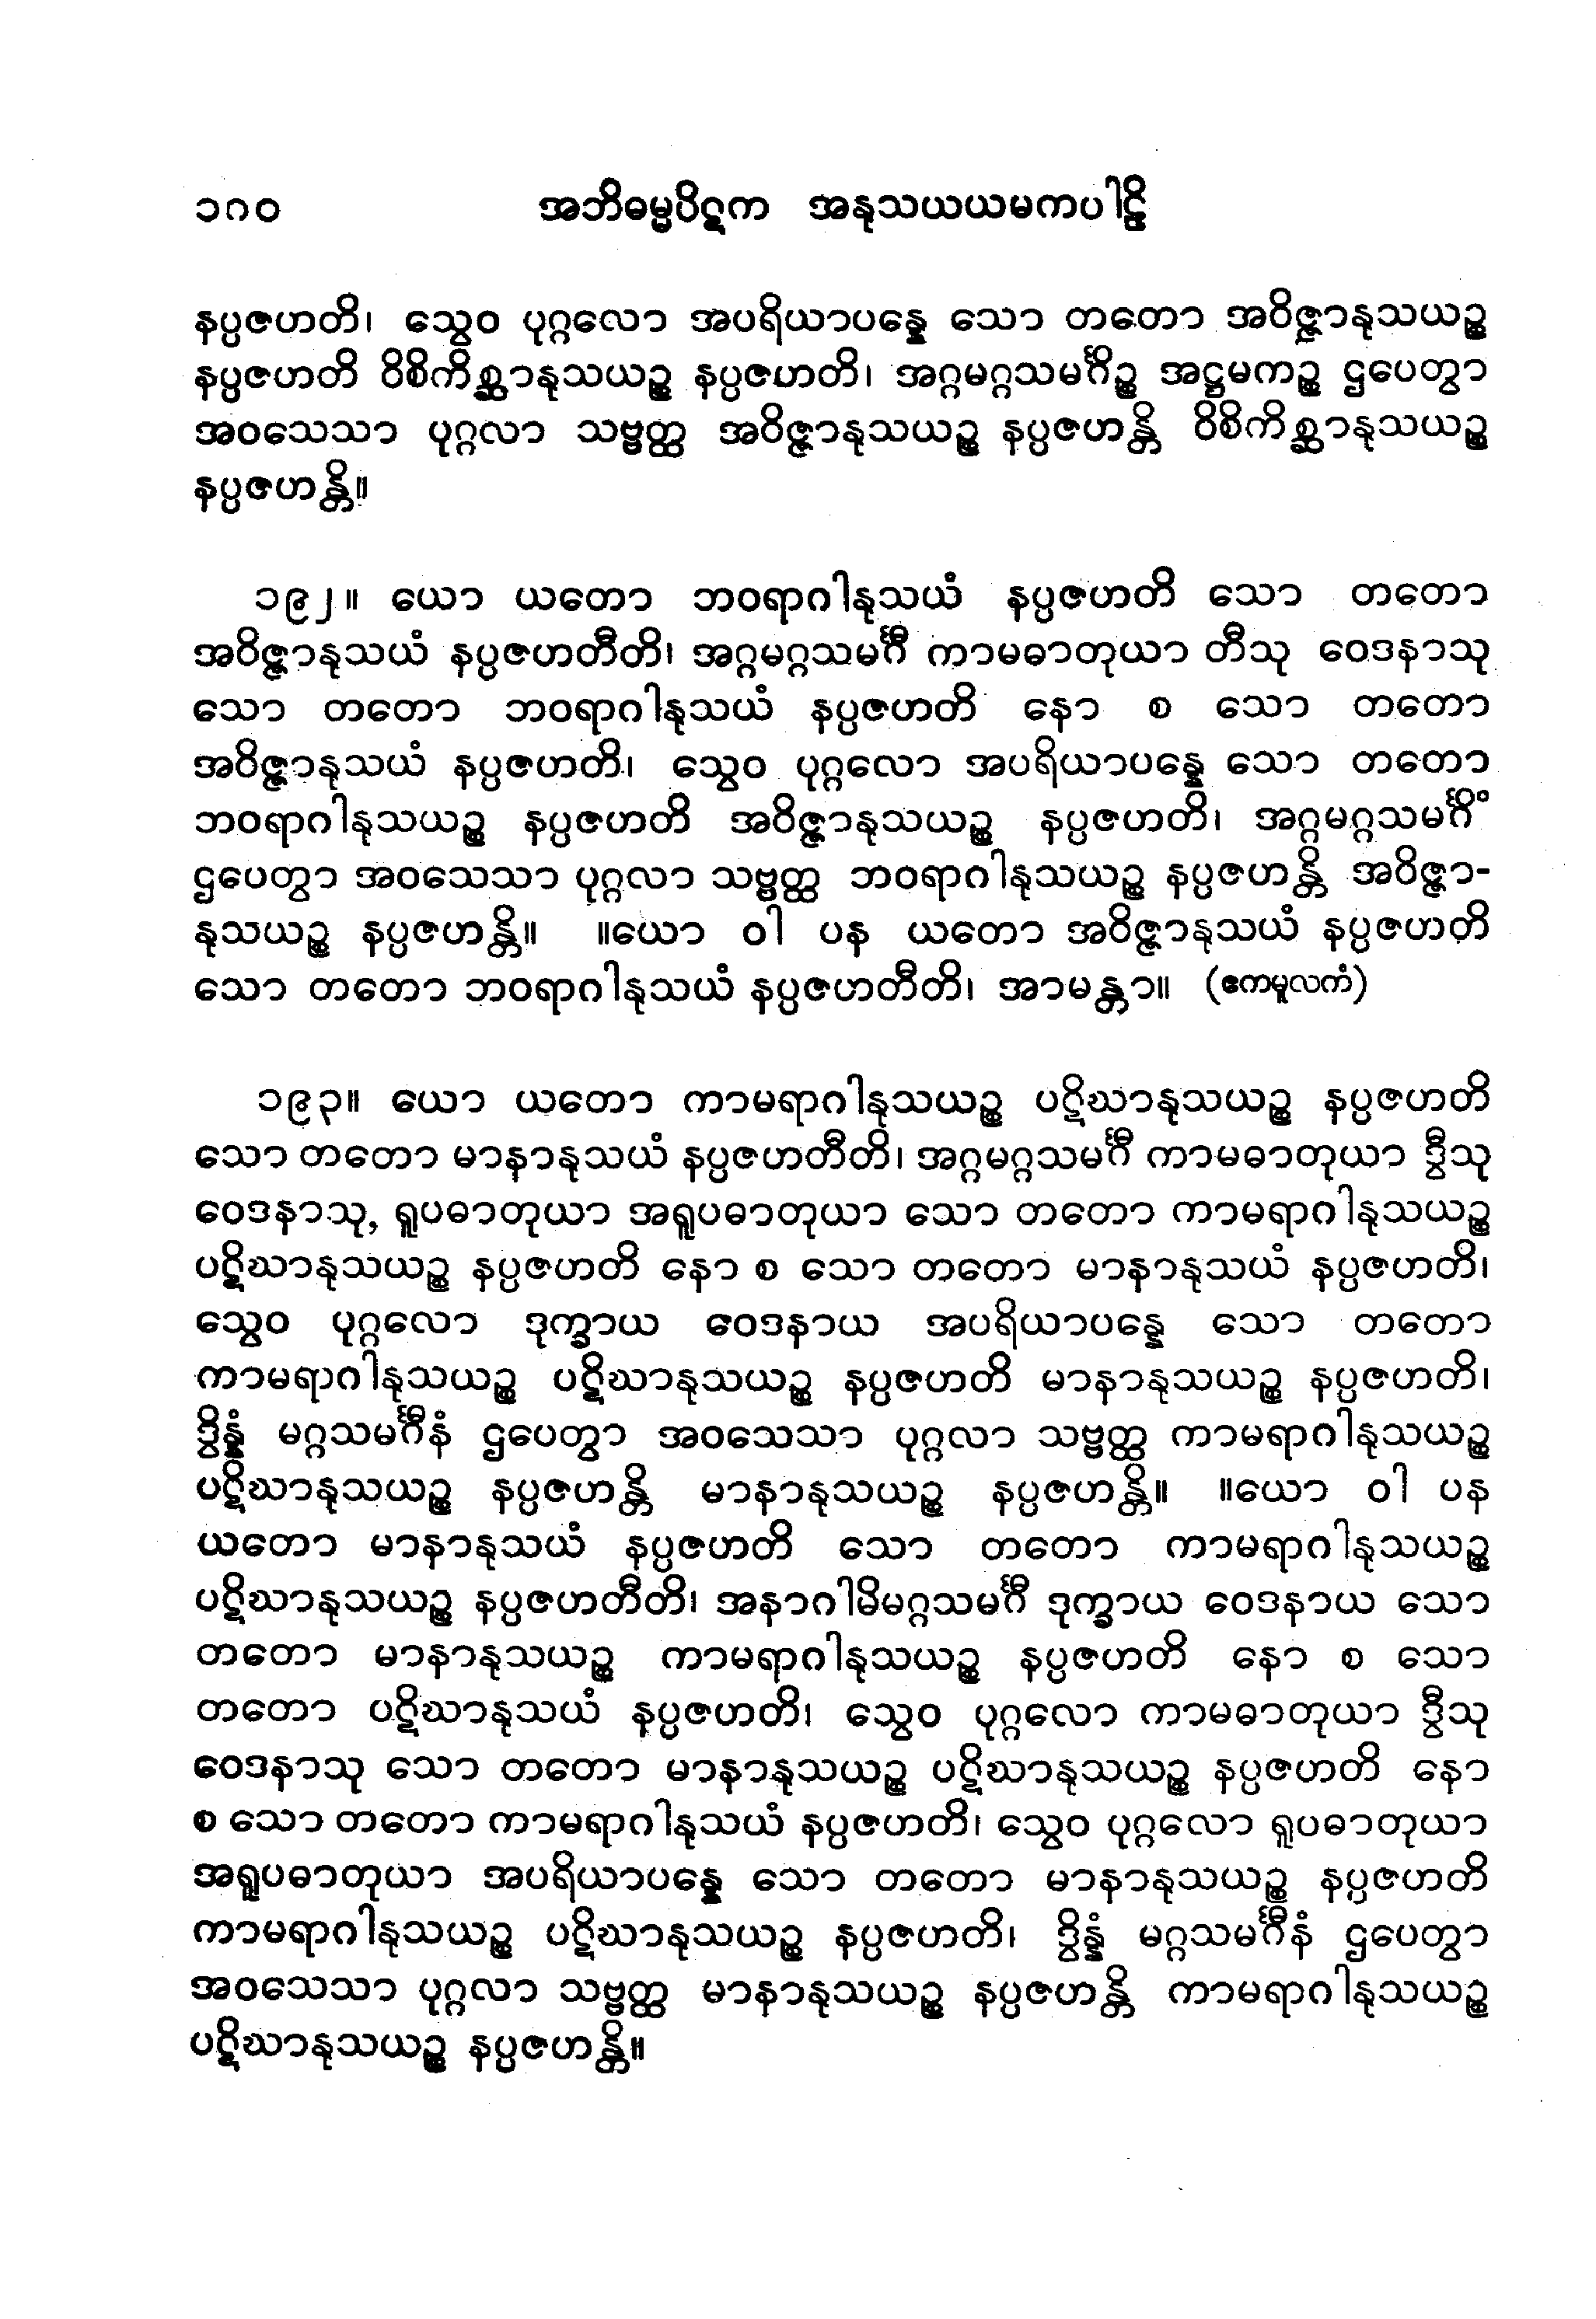 ၁၈၀ အဘိဓမ္မပိဋက အနုသယယမကပါဠိ
နပ္ပဇဟတိ၊ သွေဝ ပုဂ္ဂလော အပရိယာပန္နေ သော တတော အဝိဇ္ဇာနုသယဉ္စ
နပ္ပဇဟတိ ဝိစိကိစ္ဆာနုသယဉ္စ နပ္ပဇဟတိ၊ အဂ္ဂမဂ္ဂသမင်္ဂိဉ္စ အဋ္ဌမကဉ္စ ဌပေတွာ
အဝသေသာ ပုဂ္ဂလာ သဗ္ဗတ္ထ အဝိဇ္ဇာနုသယဉ္စ နပ္ပဇဟန္တိ ဝိစိကိစ္ဆာနုသယဉ္စ
နပ္ပဇဟန္တိ။
၁၉၂။ ယော ယတော ဘဝရာဂါနုသယံ နပ္ပဇဟတိ သော တတော
အဝိဇ္ဇာနုသယံ နပ္ပဇဟတီတိ၊ အဂ္ဂမဂ္ဂသမင်္ဂီ ကာမဓာတုယာ တီသု ဝေဒနာသု
သော တတော ဘဝရာဂါနုသယံ နပ္ပဇဟတိ နော စ သော တတော
အဝိဇ္ဇာနုသယံ နပ္ပဇဟတိ၊ သွေဝ ပုဂ္ဂလော အပရိယာပန္နေ သော တတော
ဘဝရာဂါနုသယဉ္စ နပ္ပဇဟတိ အဝိဇ္ဇာနုသယဉ္စ နပ္ပဇဟတိ၊ အဂ္ဂမဂ္ဂသမင်္ဂိံ
ဌပေတွာ အဝသေသာ ပုဂ္ဂလာ သဗ္ဗတ္ထ ဘဝရာဂါနုသယဉ္စ နပ္ပဇဟန္တိ အဝိဇ္ဇာ-
နုသယဉ္စ နပ္ပဇဟန္တိ။ ။ယော ဝါ ပန ယတော အဝိဇ္ဇာနုသယံ နပ္ပဇဟတိ
သော တတော ဘဝရာဂါနုသယံ နပ္ပဇဟတီတိ၊ အာမန္တာ။ (ဧကမူလကံ)
၁၉၃။ ယော ယတော ကာမရာဂါနုသယဉ္စ ပဋိဃာနုသယဉ္စ နပ္ပဇဟတိ
သော တတော မာနာနုသယံ နပ္ပဇဟတီတိ၊ အဂ္ဂမဂ္ဂသမင်္ဂီ ကာမဓာတုယာ ဒွီသု
ဝေဒနာသု, ရူပဓာတုယာ အရူပဓာတုယာ သော တတော ကာမရာဂါနုသယဉ္စ
ပဋိဃာနုသယဉ္စ နပ္ပဇဟတိ နော စ သော တတော မာနာနုသယံ နပ္ပဇဟတိ၊
သွေဝ ပုဂ္ဂလော ဒုက္ခာယ ဝေဒနာယ အပရိယာပန္နေ သော တတော
ကာမရာဂါနုသယဉ္စ ပဋိဃာနုသယဉ္စ နပ္ပဇဟတိ မာနာနုသယဉ္စ နပ္ပဇဟတိ၊
ဒွိန္နံ မဂ္ဂသမင်္ဂီနံ ဌပေတွာ အဝသေသာ ပုဂ္ဂလာ သဗ္ဗတ္ထ ကာမရာဂါနုသယဉ္စ
ပဋိဃာနုသယဉ္စ နပ္ပဇဟန္တိ မာနာနုသယဉ္စ နပ္ပဇဟန္တိ။ ။ယော ဝါ ပန
ယတော မာနာနုသယံ နပ္ပဇဟတိ သော တတော ကာမရာဂါနုသယဉ္စ
ပဋိဃာနုသယဉ္စ နပ္ပဇဟတီတိ၊ အနာဂါမိမဂ္ဂသမင်္ဂီ ဒုက္ခာယ ဝေဒနာယ သော
တတော မာနာနုသယဉ္စ ကာမရာဂါနုသယဉ္စ နပ္ပဇဟတိ နော စ သော
တတော ပဋိဃာနုသယံ နပ္ပဇဟတိ၊ သွေဝ ပုဂ္ဂလော ကာမဓာတုယာ ဒွီသု
ဝေဒနာသု သော တတော မာနာနုသယဉ္စ ပဋိဃာနုသယဉ္စ နပ္ပဇဟတိ နော
စ သော တတော ကာမရာဂါနုသယံ နပ္ပဇဟတိ၊ သွေဝ ပုဂ္ဂလော ရူပဓာတုယာ
အရူပဓာတုယာ အပရိယာပန္နေ သော တတော မာနာနုသယဉ္စ နပ္ပဇဟတိ
ကာမရာဂါနုသယဉ္စ ပဋိဃာနုသယဉ္စ နပ္ပဇဟတိ၊ ဒွိန္နံ မဂ္ဂသမင်္ဂီနံ ဌပေတွာ
အဝသေသာ ပုဂ္ဂလာ သဗ္ဗတ္ထ မာနာနုသယဉ္စ နပ္ပဇဟန္တိ ကာမရာဂါနုသယဉ္စ
ပဋိဃာနုသယဉ္စ နပ္ပဇဟန္တိ။